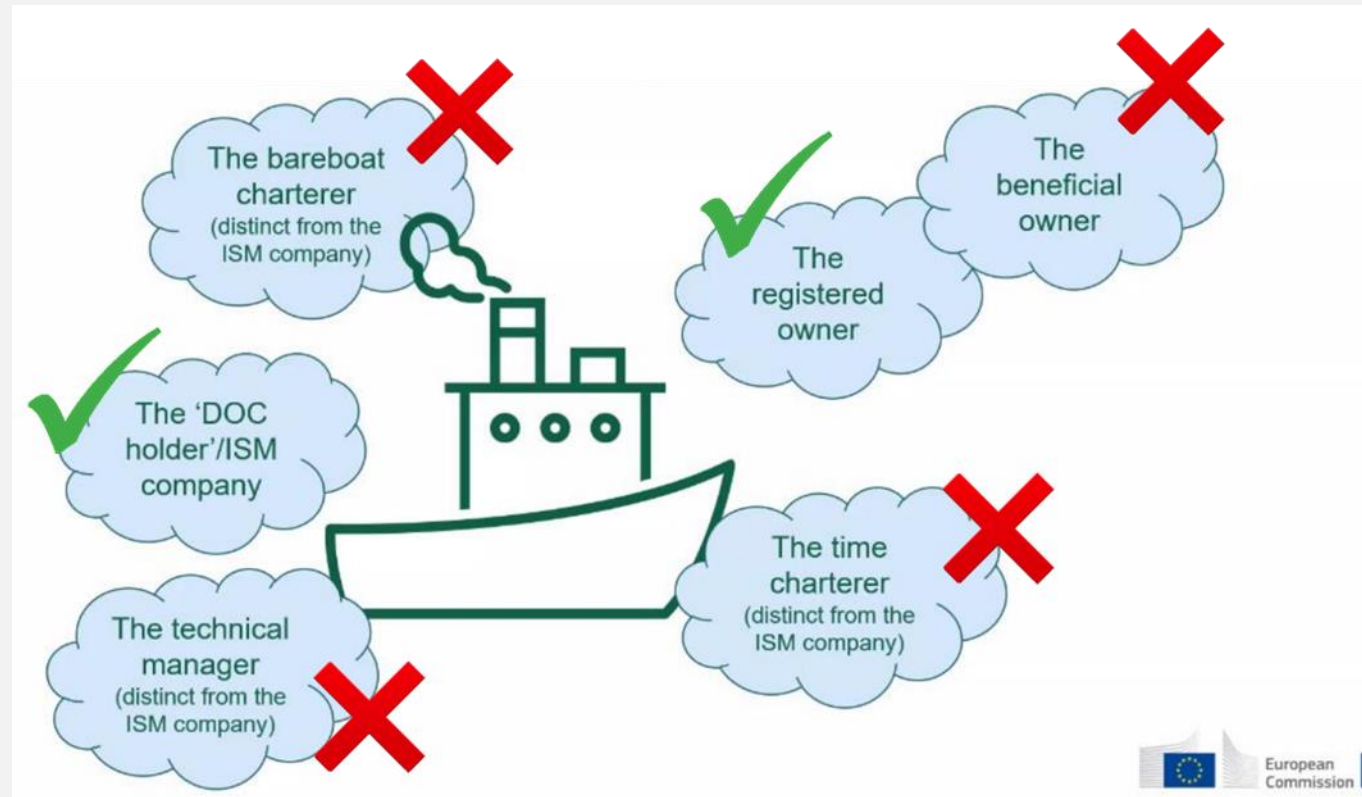 The bareboat
charterer
(distinct from the
ISM company)
The
beneficial
owner
The
registered
owner
The ‘DOC
holder’/ISM
company
The time
charterer
(distinct from the
ISM company)
The technical
manager
(distinct from the
ISM company)
European
Commission